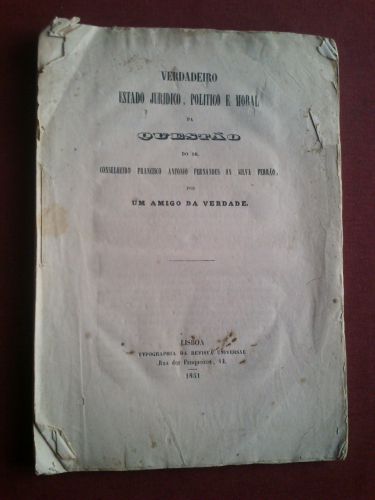 VERDADEIRO
ESTADO JURIDICO, POLITICO E MORAL
DA
QUESTÃO
DO SR.
CONSELHEIRO FRANCISCO ANTONIO FERNANDES DA SILVA FERRÃO,
POR
UM AMIGO DA VERDADE.
LISBOA
TYPOGRAPHIA DA REVISTA UNIVERSAL
Rua dos Fanqueiros,
1851